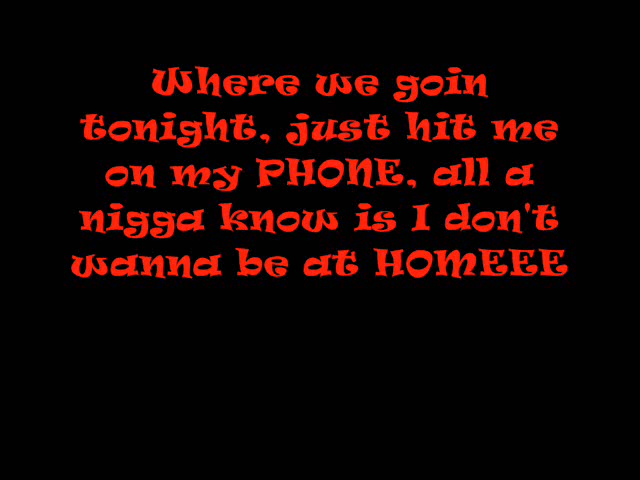 Where we goin
tonight, just hit me
on my PHONE, all a
nigga know is I don't
wanna be at HOMEEE